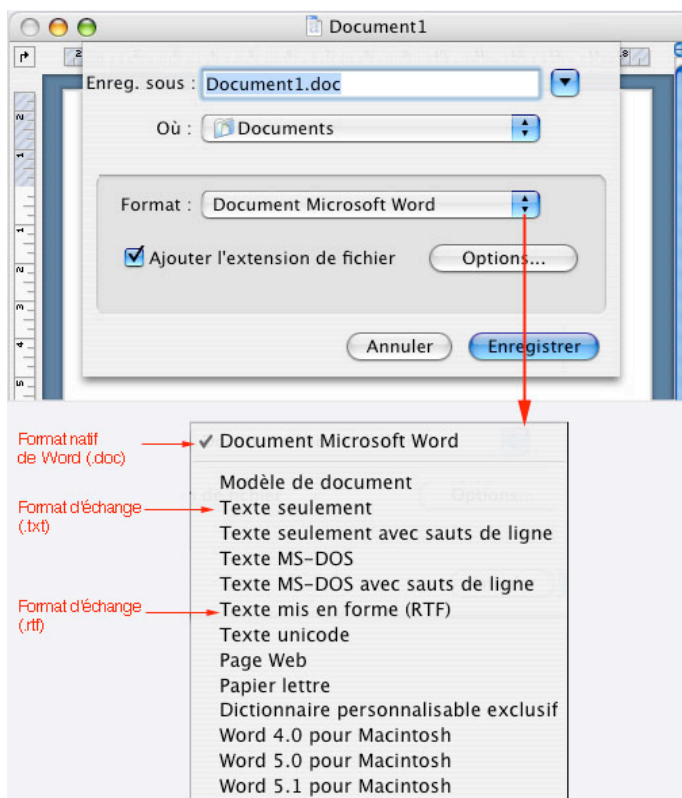 Document1
Enreg. sous : Document1.doc
Où : Documents
Format : Document Microsoft Word
Ajouter l'extension de fichier Options...
Annuler Enregistrer
Format natif
de Word (.doc)
✓ Document Microsoft Word
Modèle de document
Format d'échange
(.txt)
Texte seulement
Texte seulement avec sauts de ligne
Texte MS-DOS
Texte MS-DOS avec sauts de ligne
Format d'échange
(.rtf)
Texte mis en forme (RTF)
Texte unicode
Page Web
Papier lettre
Dictionnaire personnalisable exclusif
Word 4.0 pour Macintosh
Word 5.0 pour Macintosh
Word 5.1 pour Macintosh